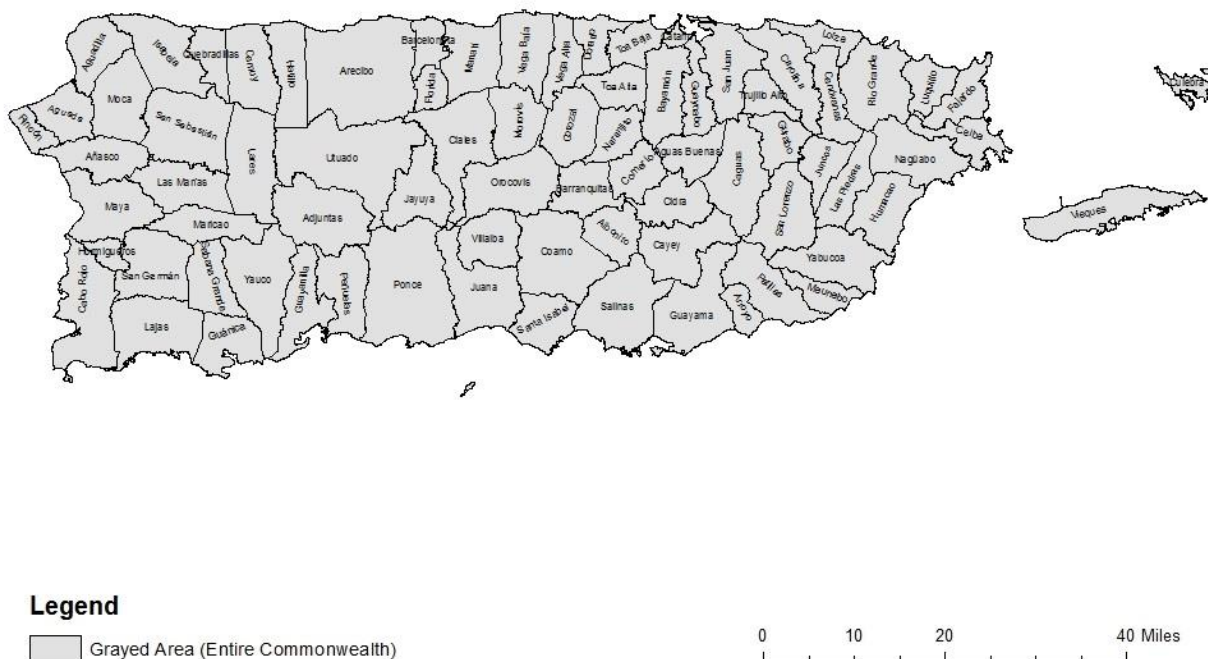 Aguadilla
Isabela
Quebradillas
Camuy
Hatillo
Arecibo
Barceloneta
Florida
Manatí
Vega Baja
Vega Alta
Dorado
Toa Baja
Cataño
San Juan
Carolina
Loíza
Canóvanas
Río Grande
Luquillo
Fajardo
Culebra
Moca
Toa Alta
Bayamón
Guaynabo
Trujillo Alto
Aguada
Rincón
San Sebastián
Ciales
Morovis
Corozal
Naranjito
Gurabo
Ceiba
Añasco
Lares
Utuado
Aguas Buenas
Caguas
Juncos
Naguabo
Las Marías
Jayuya
Orocovis
Barranquitas
Comerío
Cidra
San Lorenzo
Las Piedras
Humacao
Maya
Maricao
Adjuntas
Villalba
Coamo
Aibonito
Cayey
Yabucoa
Vieques
Hormigueros
Cabo Rojo
San Germán
Sabana Grande
Yauco
Guayanilla
Peñuelas
Ponce
Juana
Santa Isabel
Salinas
Guayama
Arroyo
Patillas
Maunabo
Lajas
Guánica
Legend
Grayed Area (Entire Commonwealth)
0 10 20 40 Miles